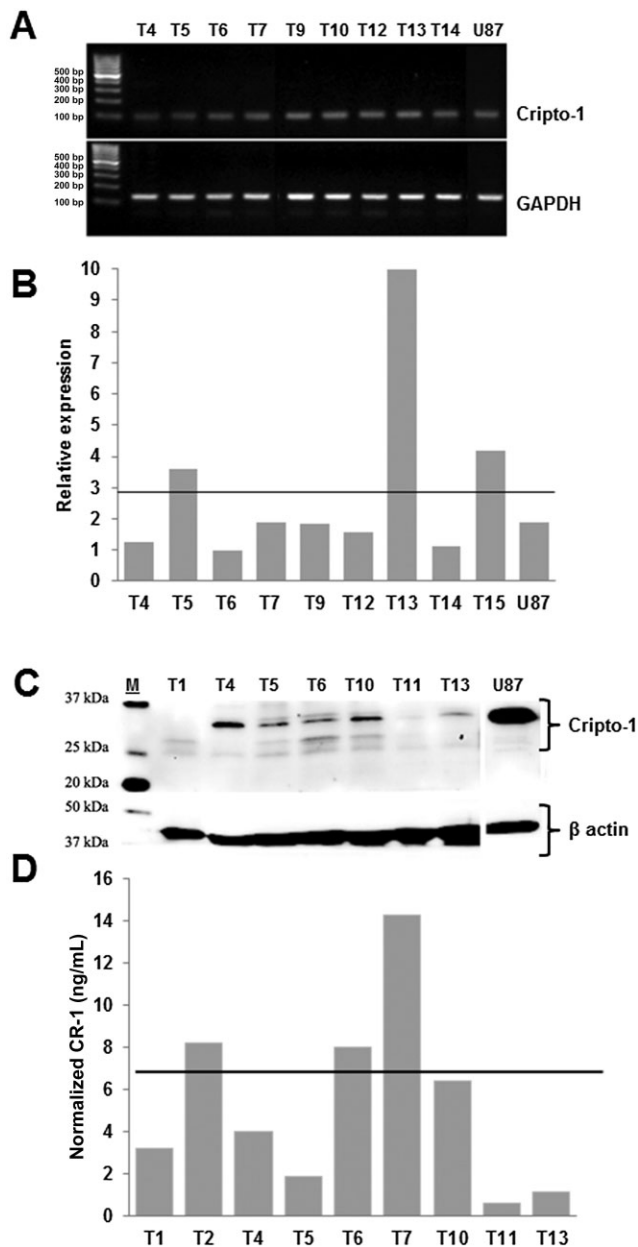 A
T4 T5 T6 T7 T9 T10 T12 T13 T14 U87
500 bp
400 bp
300 bp
200 bp
100 bp
Cripto-1
500 bp
400 bp
300 bp
200 bp
100 bp
GAPDH
B
Relative expression
10
9
8
7
6
5
4
3
2
1
0
T4 T5 T6 T7 T9 T12 T13 T14 T15 U87
C
M T1 T4 T5 T6 T10 T11 T13 U87
37 kDa
25 kDa
20 kDa
Cripto-1
50 kDa
37 kDa
β actin
D
Normalized CR-1 (ng/mL)
16
14
12
10
8
6
4
2
0
T1 T2 T4 T5 T6 T7 T10 T11 T13